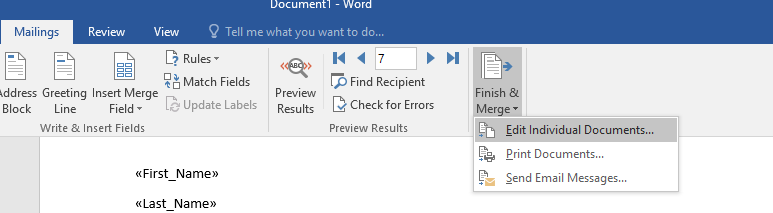 Document1 - Word
Mailings Review View Tell me what you want to do...
Address Block
Greeting Line
Insert Merge Field
Rules
Match Fields
Update Labels
Write & Insert Fields
ABC
Preview Results
7
Find Recipient
Check for Errors
Preview Results
Finish & Merge
Edit Individual Documents...
Print Documents...
Send Email Messages...
«First_Name»
«Last_Name»